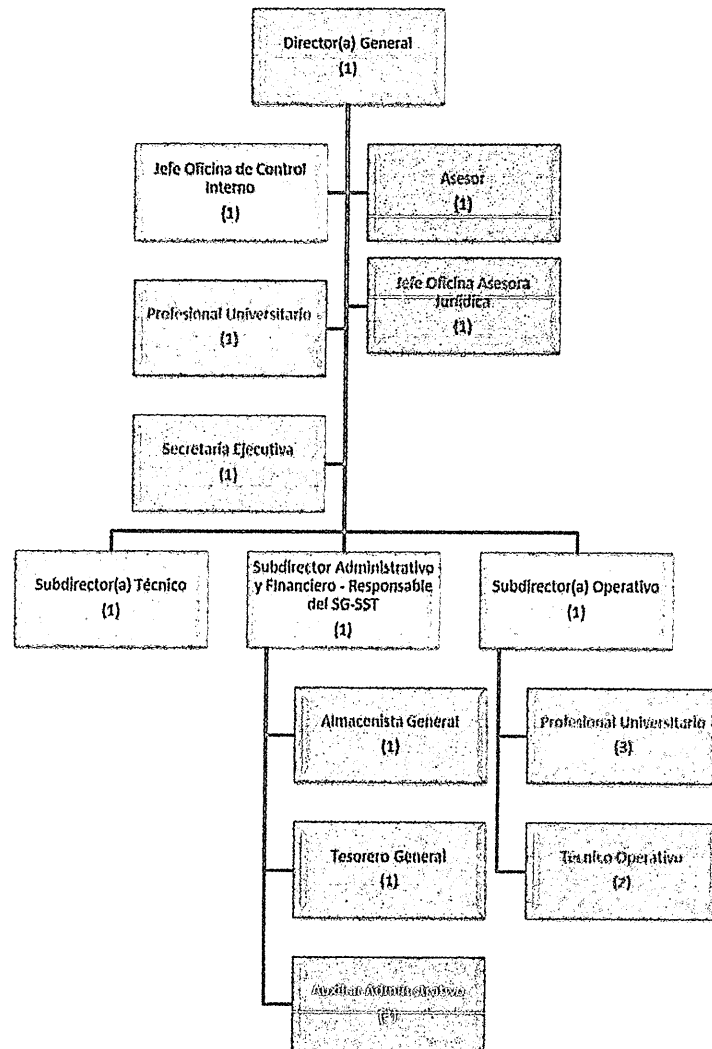 Director(a) General
(1)
Jefe Oficina de Control
Interno
(1)
Asesor
(1)
Profesional Universitario
(1)
Jefe Oficina Asesora
Jurídica
(1)
Secretaria Ejecutiva
(1)
Subdirector(a) Técnico
(1)
Subdirector Administrativo
y Financiero - Responsable
del SG-SST
(1)
Subdirector(a) Operativo
(1)
Almacenista General
(1)
Profesional Universitario
(3)
Tesorero General
(1)
Técnico Operativo
(2)
Auxiliar Administrativo